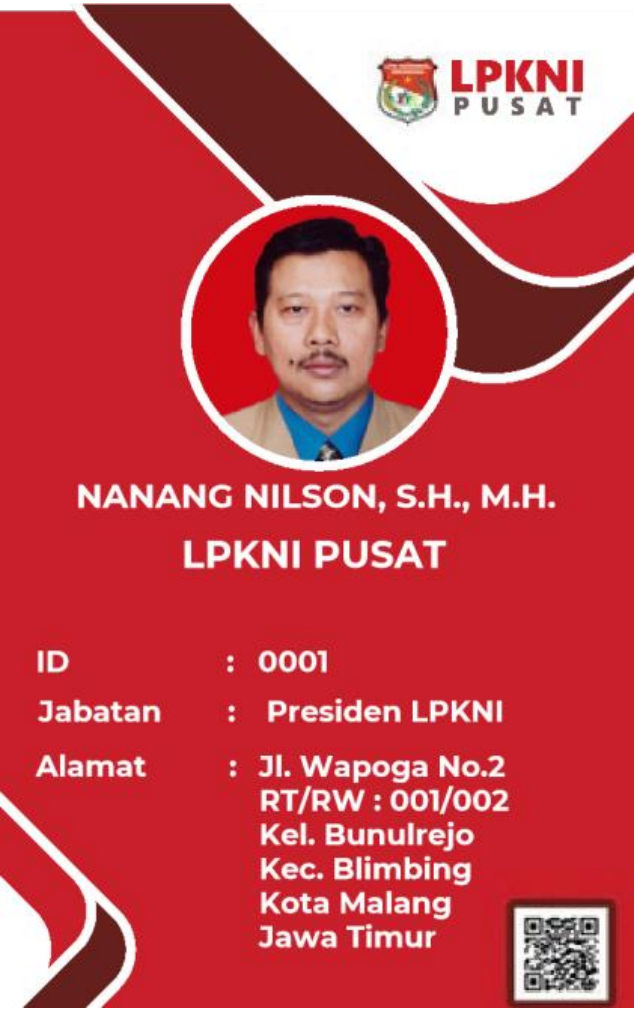 LPKNI
PUSAT
NANANG NILSON, S.H., M.H.
LPKNI PUSAT
ID : 0001
Jabatan : Presiden LPKNI
Alamat : Jl. Wapoga No.2
RT/RW : 001/002
Kel. Bunulrejo
Kec. Blimbing
Kota Malang
Jawa Timur